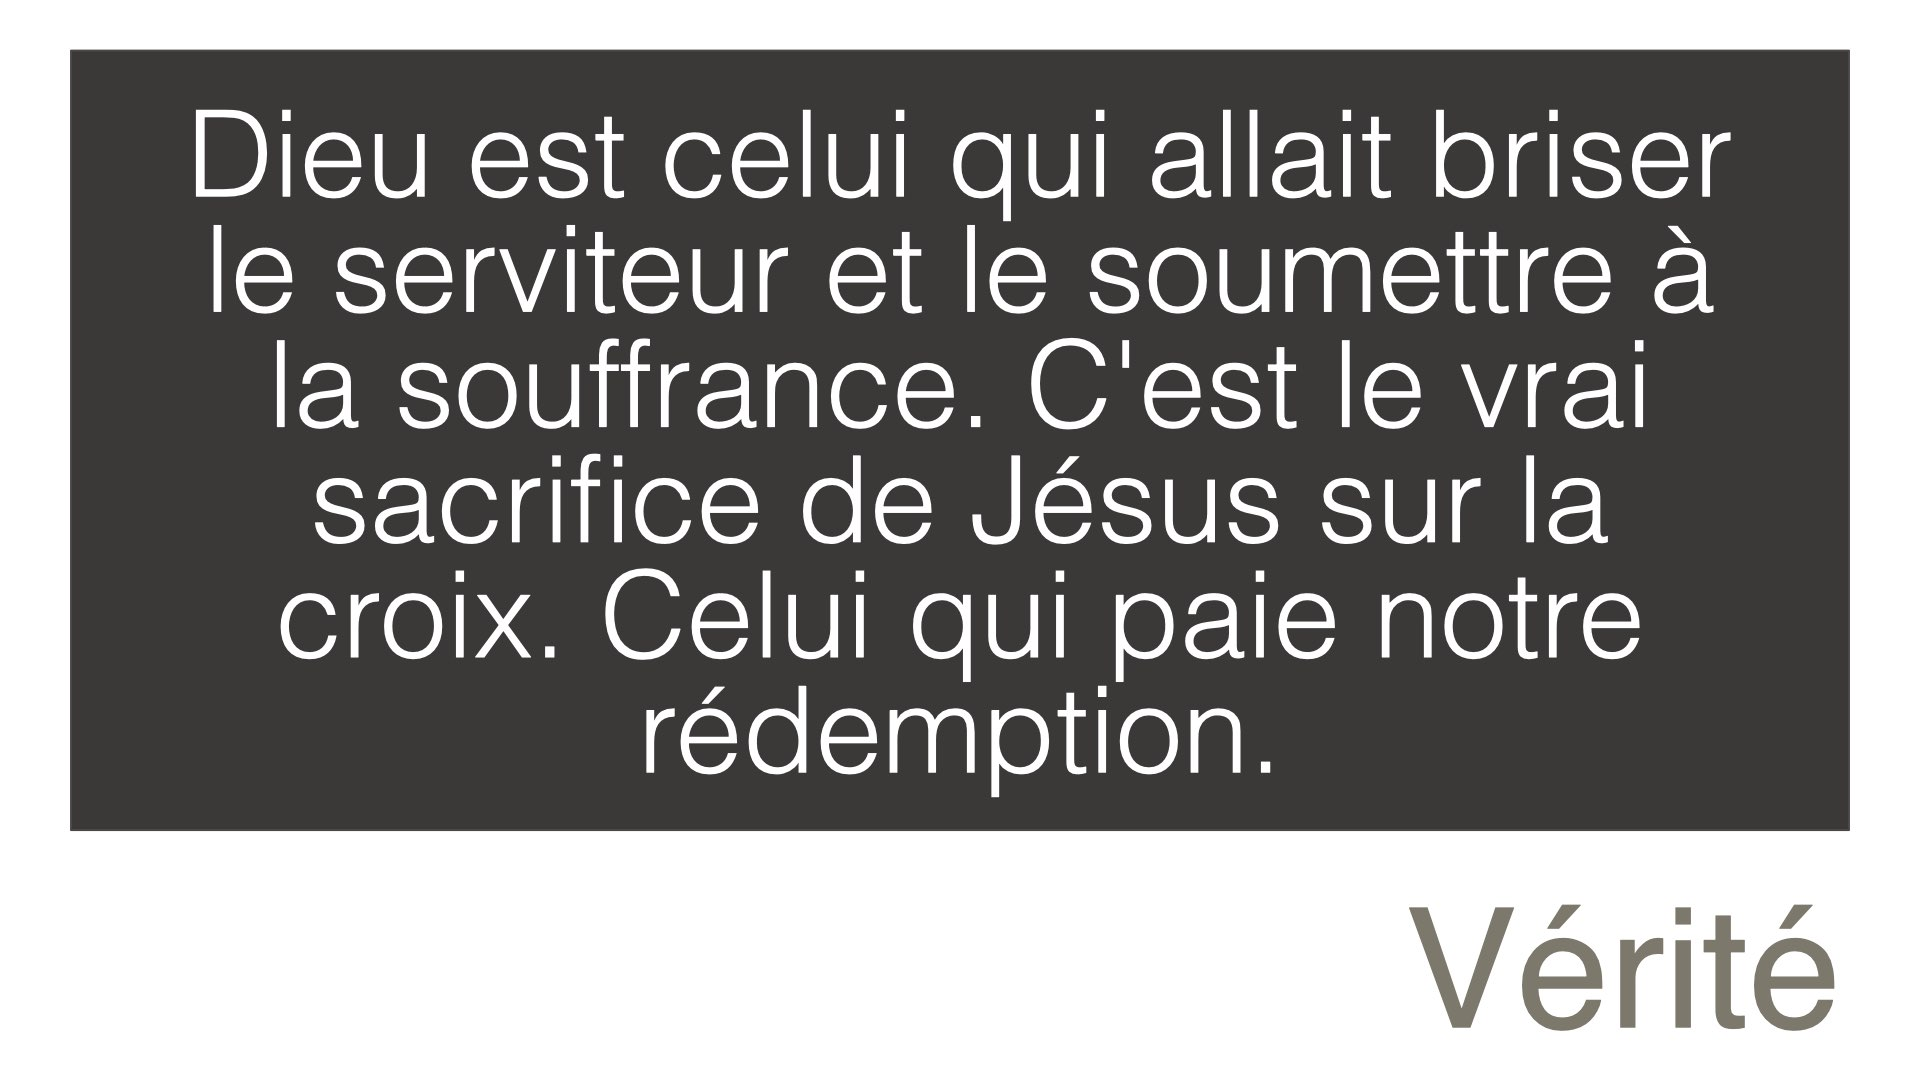 Dieu est celui qui allait briser
le serviteur et le soumettre à
la souffrance. C'est le vrai
sacrifice de Jésus sur la
croix. Celui qui paie notre
rédemption.
Vérité